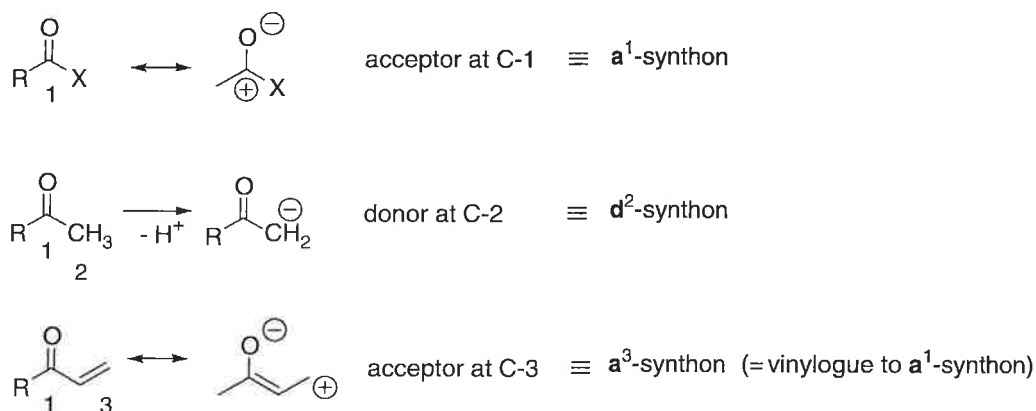 O O ⊖
R 1 X ↔ ⊕ X acceptor at C-1 ≡ a¹-synthon
O O ⊖
R 1 CH₃ 2 - H⁺ R CH₂ donor at C-2 ≡ d²-synthon
O O ⊖
R 1 3 ↔ ⊕ acceptor at C-3 ≡ a³-synthon (= vinylogue to a¹-synthon)